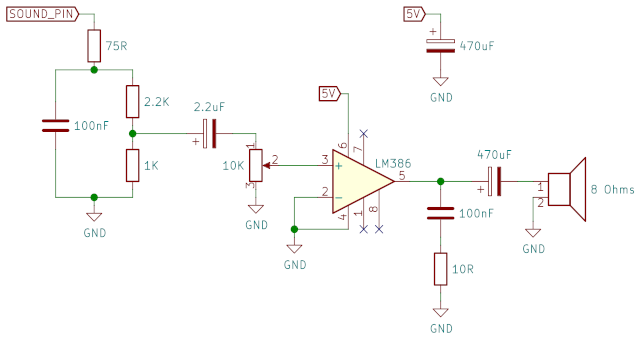 SOUND_PIN
5V
75R
470uF
GND
2.2K
2.2uF
5V
100nF
1K
10K
1
2
3
3
2
6
7
LM386
5
4
1
8
470uF
100nF
1
2
8 Ohms
GND
GND
GND
GND
10R
GND
+
+
+
+
-